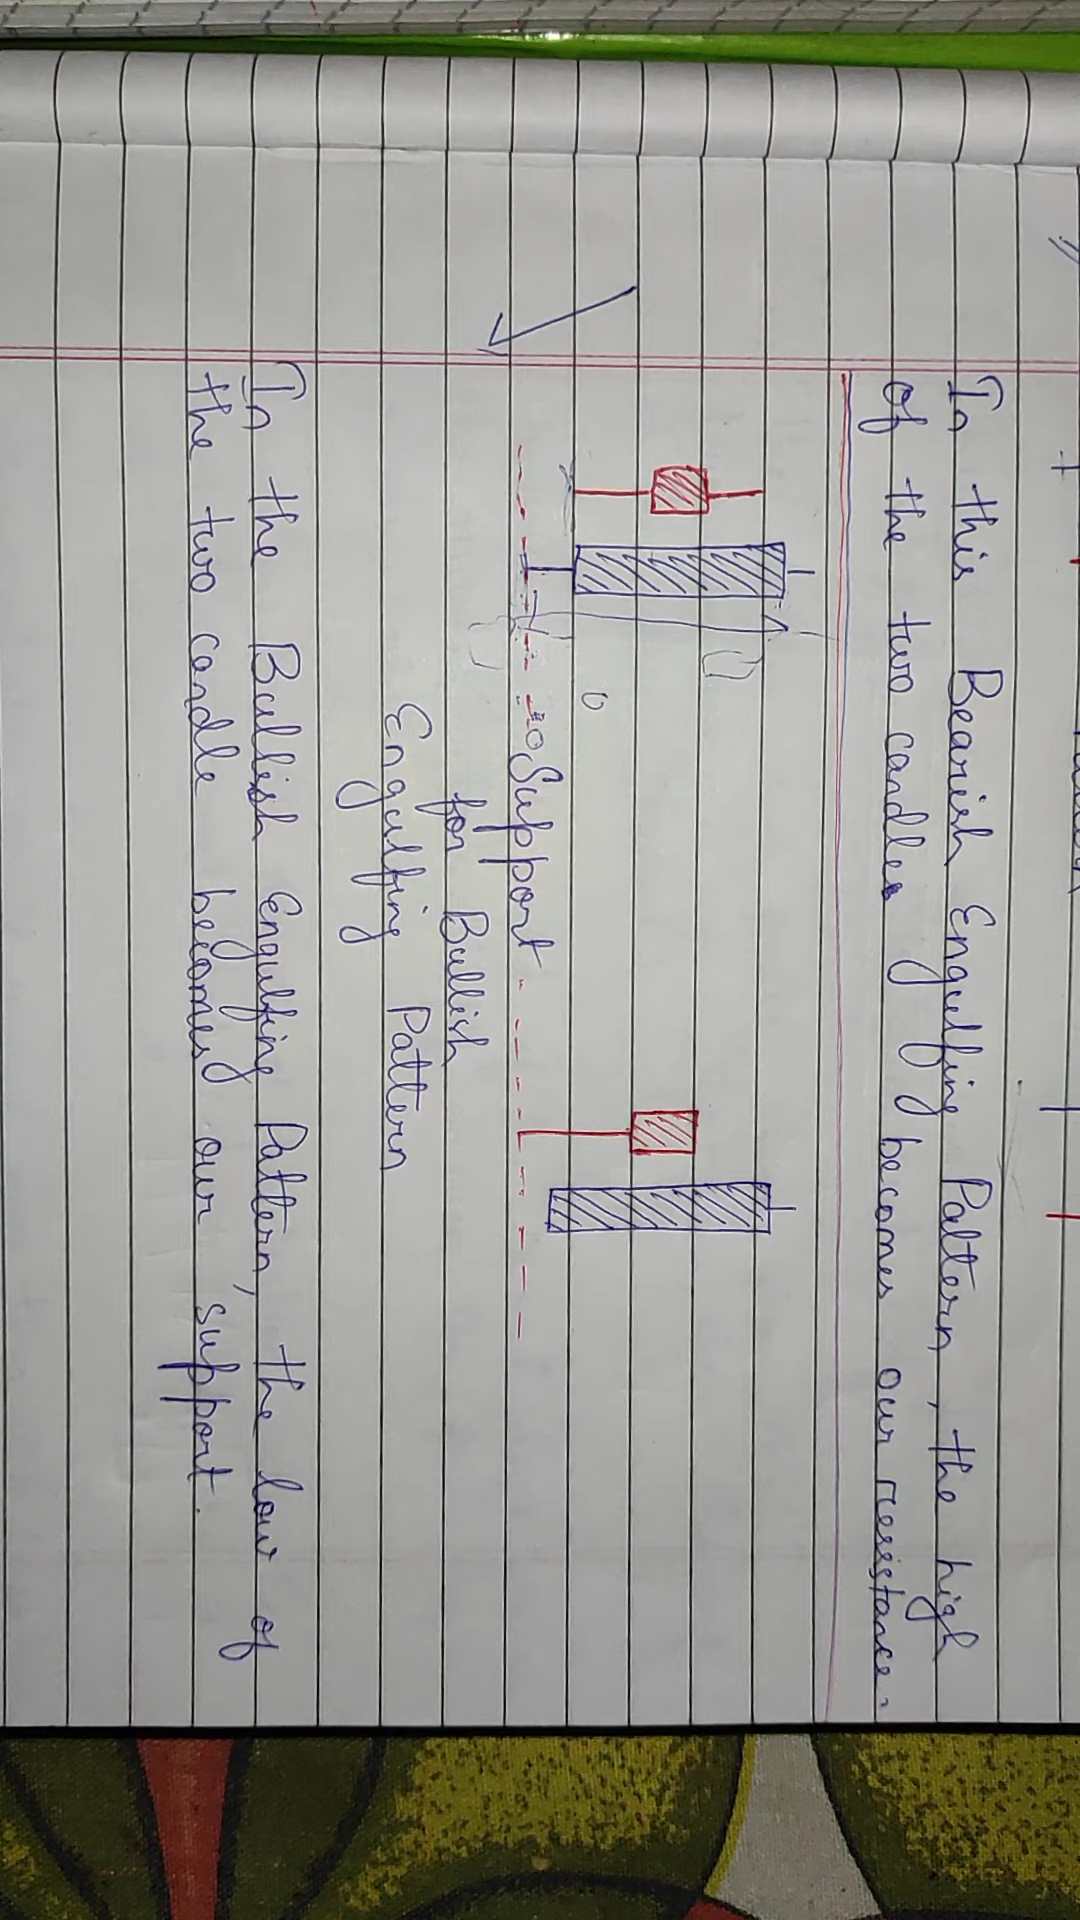 In this Bearish Engulfing Pattern, the high
of the two candles becomes our resistance.
Support
for Bullish
Engulfing Pattern
In the Bullish Engulfing Pattern, the low of
the two candle becomes our support.